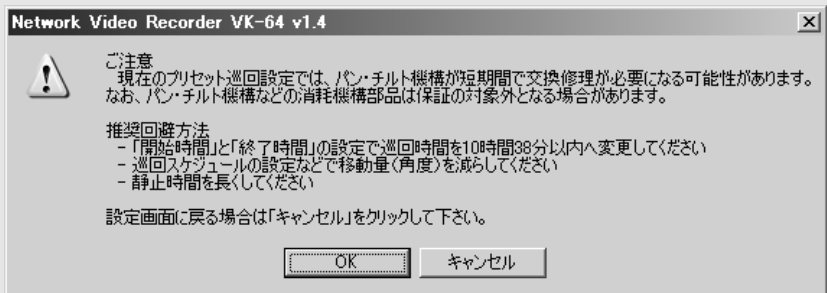 Network Video Recorder VK-64 v1.4
ご注意
現在のプリセット巡回設定では、パン・チルト機構が短期間で交換修理が必要になる可能性があります。
なお、パン・チルト機構などの消耗機構部品は保証の対象外となる場合があります。
推奨回避方法
- 「開始時間」と「終了時間」の設定で巡回時間を10時間38分以内へ変更してください
- 巡回スケジュールの設定などで移動量(角度)を減らしてください
- 静止時間を長くしてください
設定画面に戻る場合は「キャンセル」をクリックして下さい。
OK
キャンセル